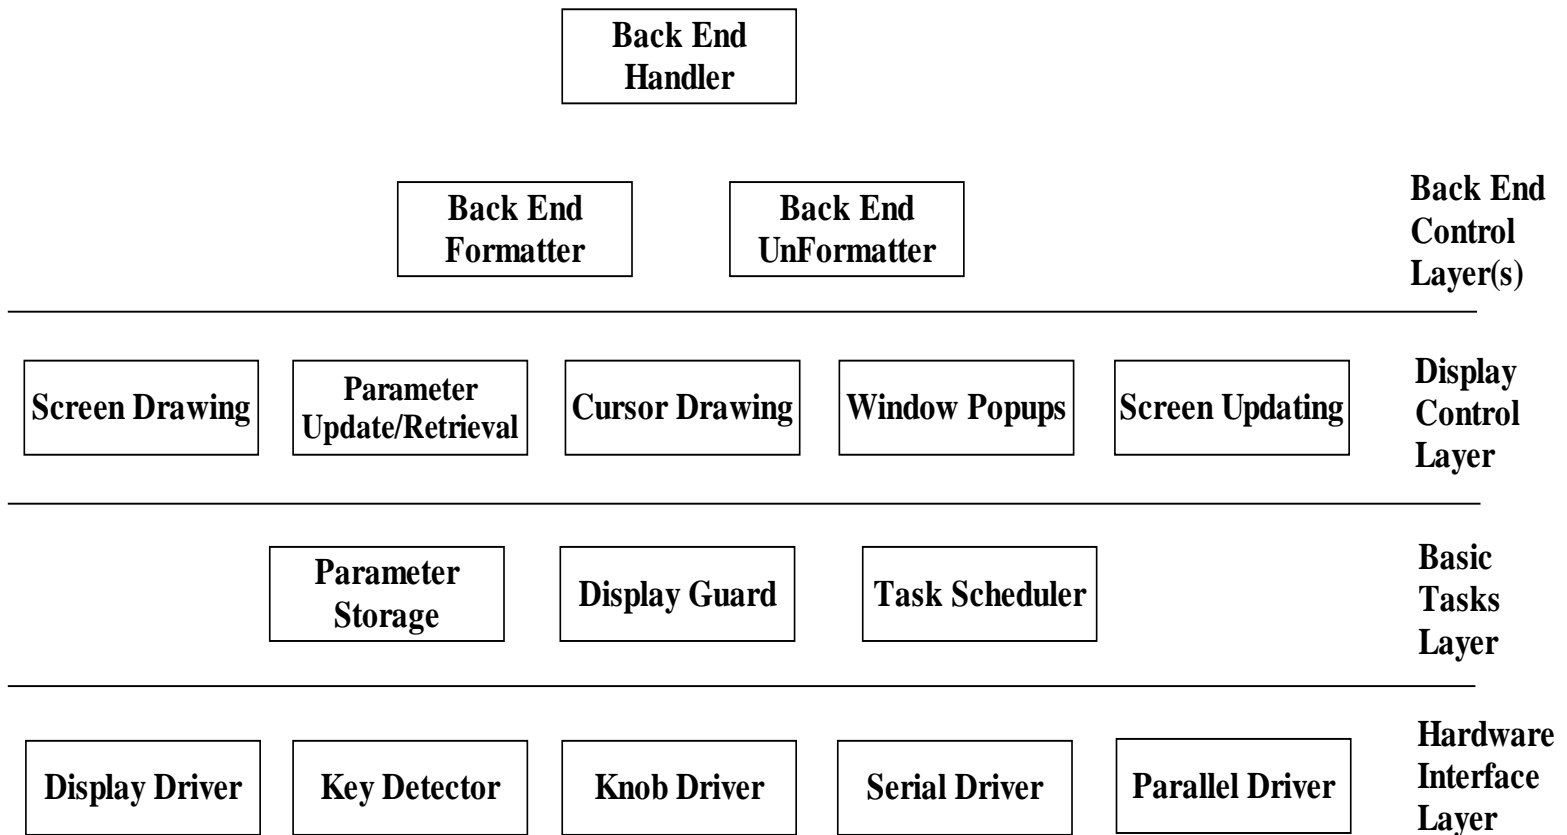 Back End
Handler
Back End
Formatter
Back End
UnFormatter
Back End
Control
Layer(s)
Screen Drawing
Parameter
Update/Retrieval
Cursor Drawing
Window Popups
Screen Updating
Display
Control
Layer
Parameter
Storage
Display Guard
Task Scheduler
Basic
Tasks
Layer
Display Driver
Key Detector
Knob Driver
Serial Driver
Parallel Driver
Hardware
Interface
Layer